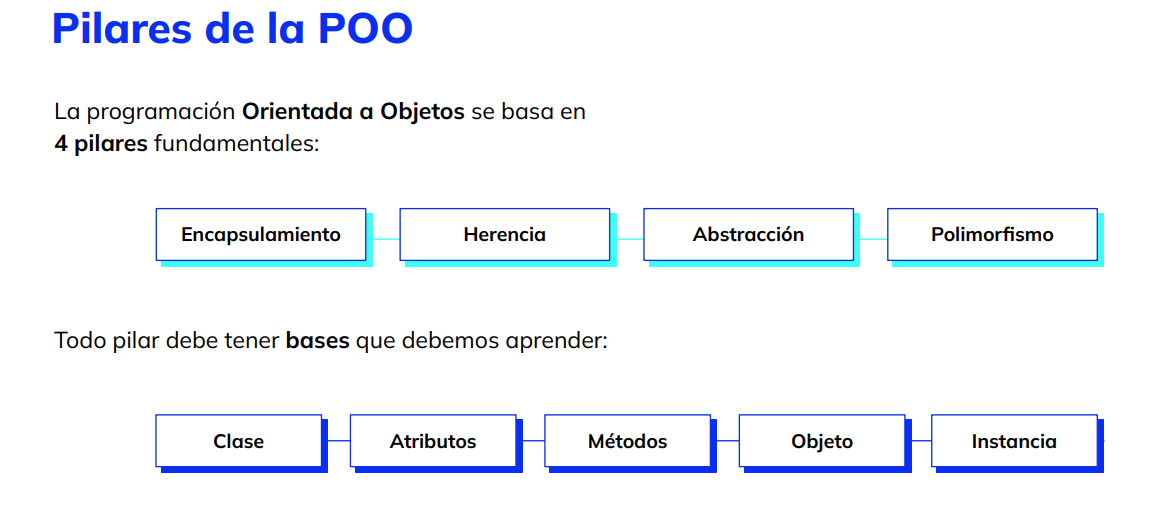 Pilares de la POO
La programación Orientada a Objetos se basa en
4 pilares fundamentales:
Encapsulamiento
Herencia
Abstracción
Polimorfismo
Todo pilar debe tener bases que debemos aprender:
Clase
Atributos
Métodos
Objeto
Instancia